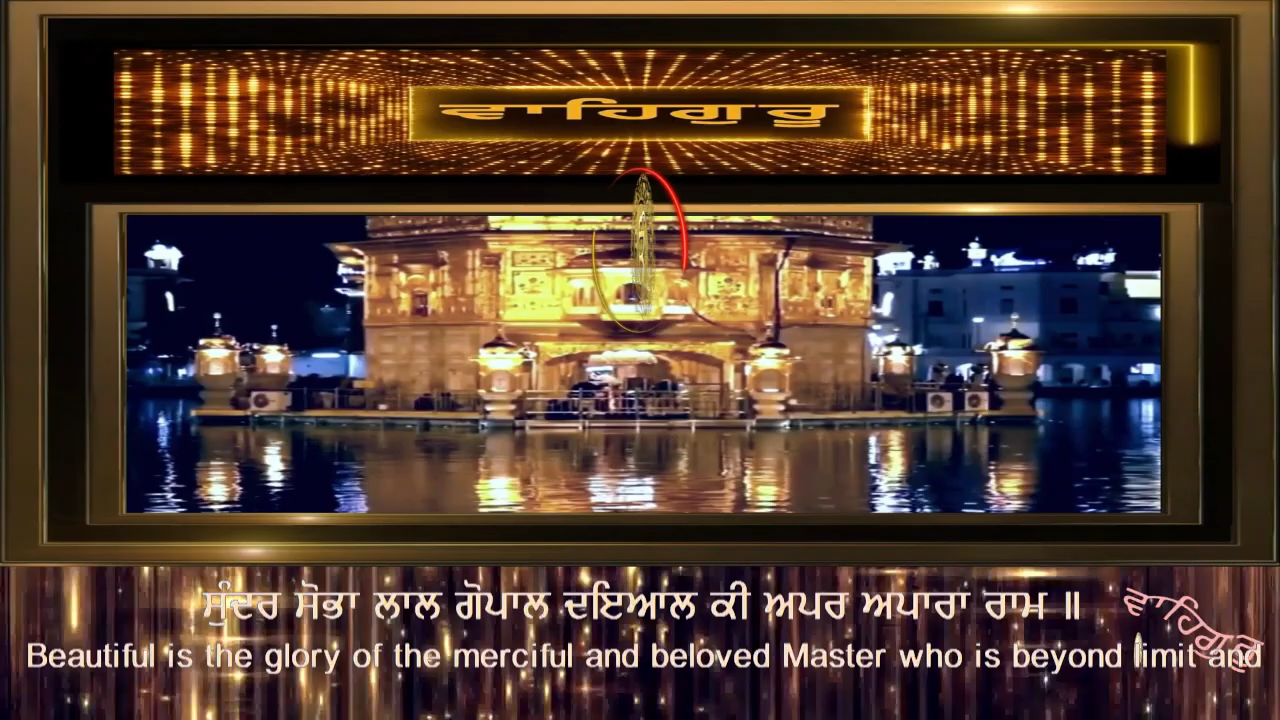 ਵਾਹਿਗੁਰੂ
ਸੁੰਦਰ ਸੋਭਾ ਲਾਲ ਗੋਪਾਲ ਦਇਆਲ ਕੀ ਅਪਰ ਅਪਾਰਾ ਰਾਮ ॥
ਵਾਹਿਗੁਰੂ
Beautiful is the glory of the merciful and beloved Master who is beyond limit and